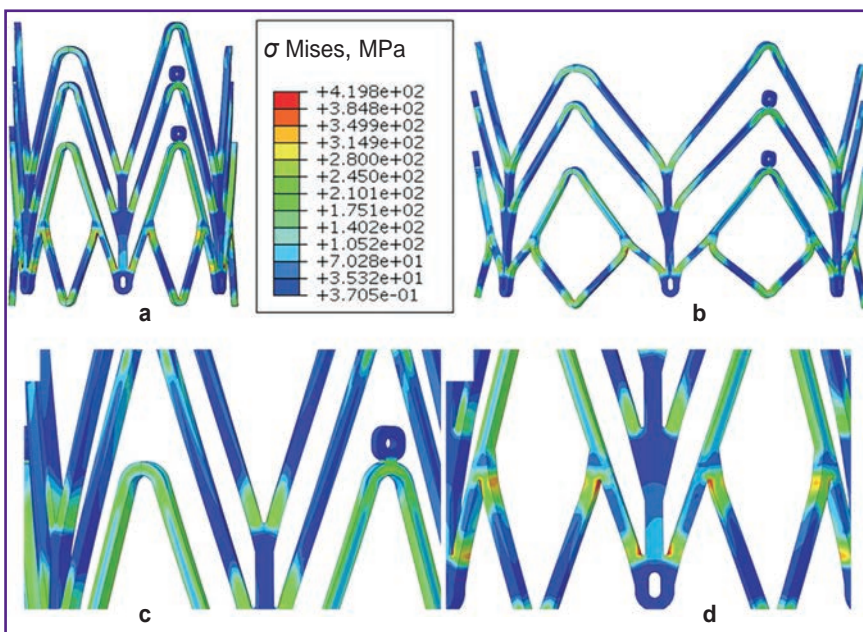 σ Mises, MPa
+4.198e+02
+3.848e+02
+3.499e+02
+3.149e+02
+2.800e+02
+2.450e+02
+2.101e+02
+1.751e+02
+1.402e+02
+1.052e+02
+7.028e+01
+3.532e+01
+3.705e-01
a
b
c
d